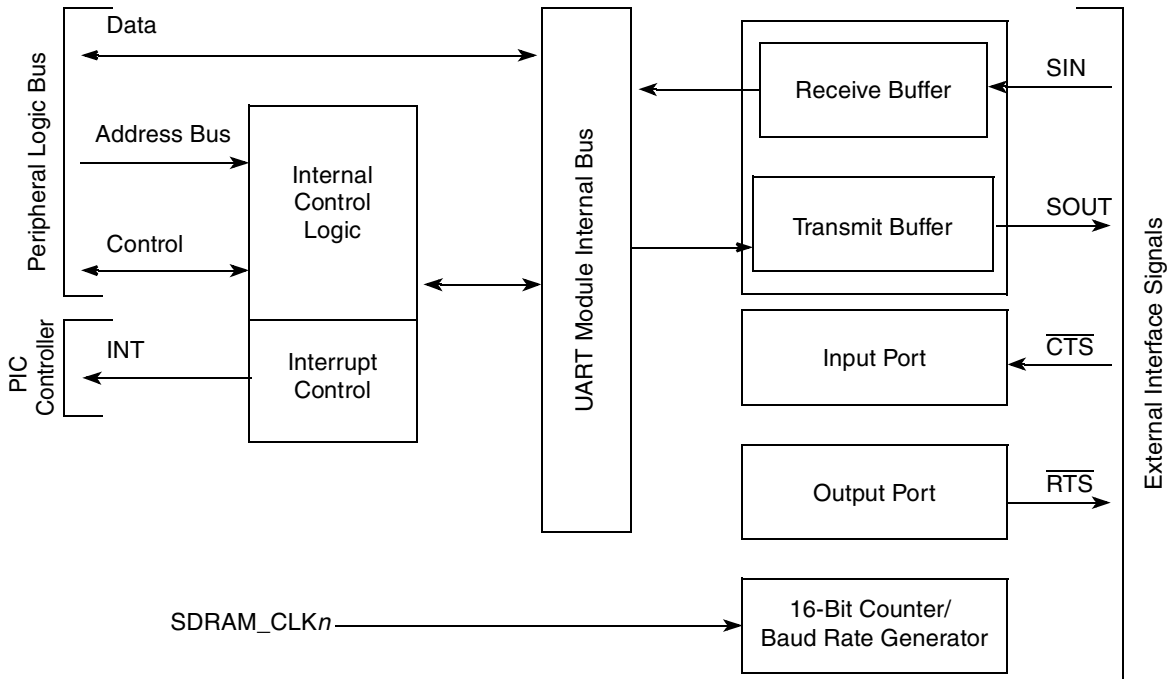 Peripheral Logic Bus
Data
Address Bus
Control
PIC
Controller
INT
Internal
Control
Logic
Interrupt
Control
UART Module Internal Bus
Receive Buffer
Transmit Buffer
Input Port
Output Port
16-Bit Counter/
Baud Rate Generator
SDRAM_CLKn
SIN
SOUT
CTS
RTS
External Interface Signals